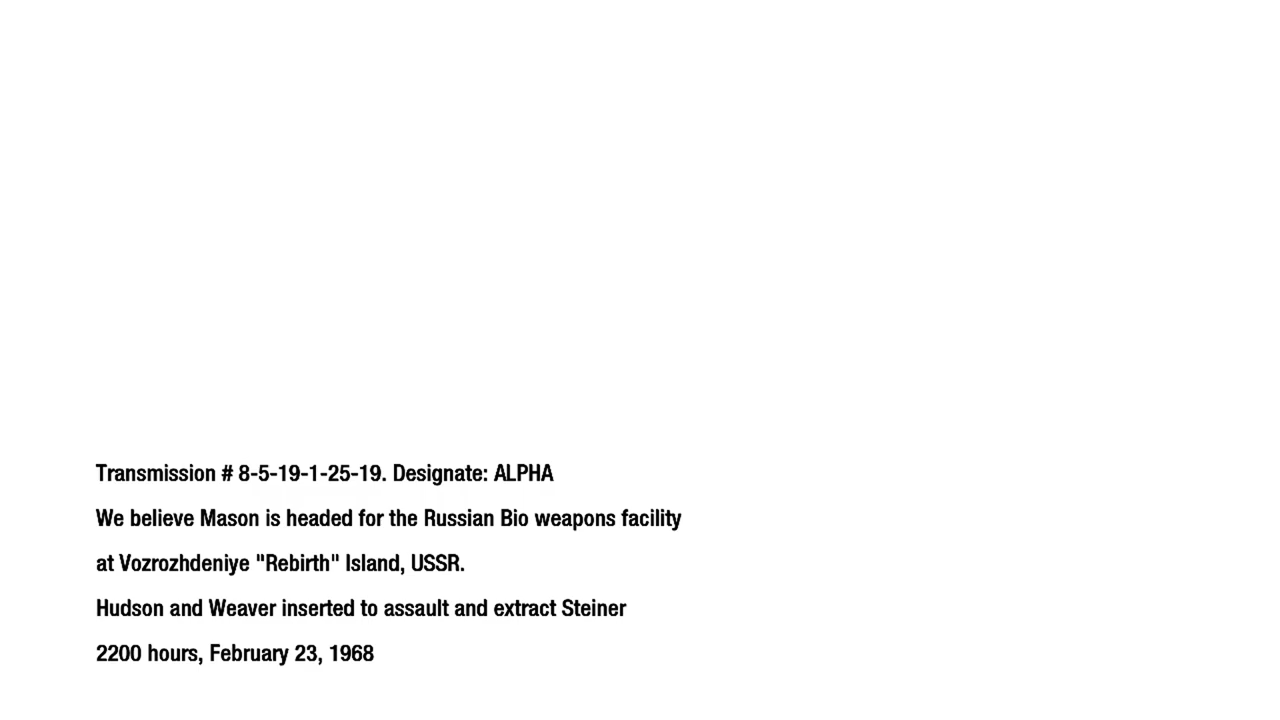 Transmission # 8-5-19-1-25-19. Designate: ALPHA
We believe Mason is headed for the Russian Bio weapons facility
at Vozrozhdeniye "Rebirth" Island, USSR.
Hudson and Weaver inserted to assault and extract Steiner
2200 hours, February 23, 1968